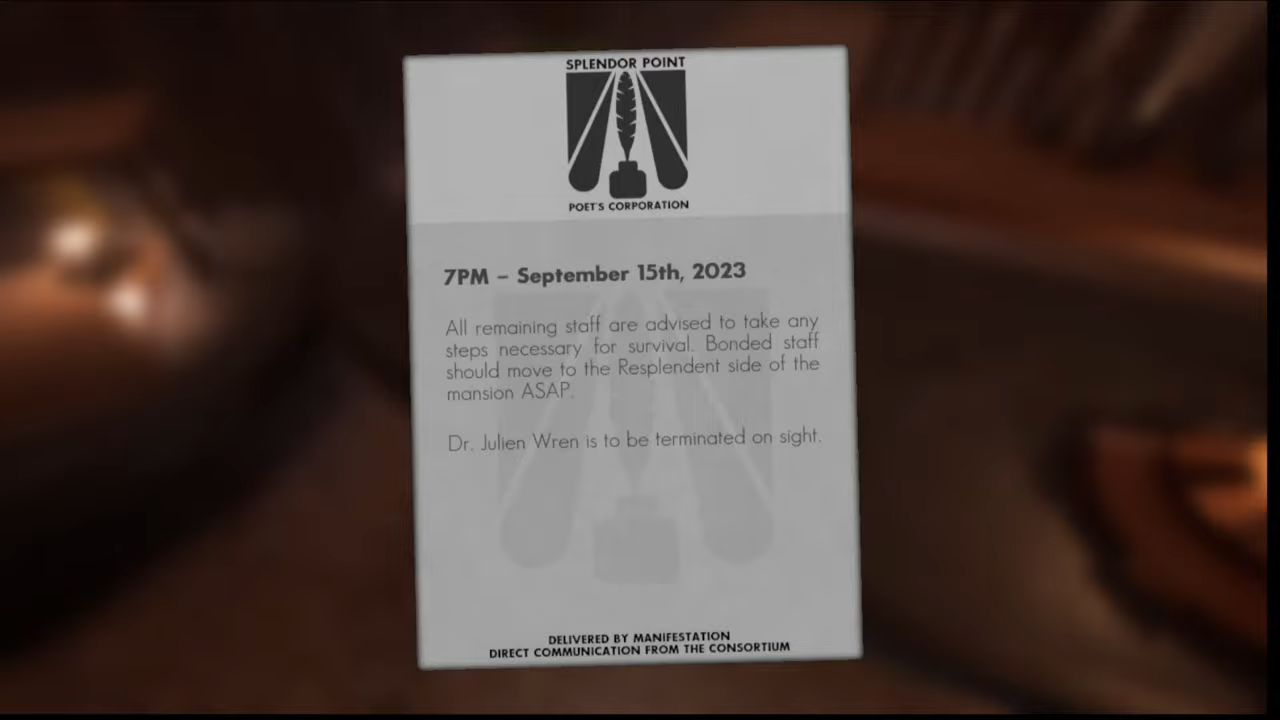 SPLENDOR POINT
POET'S CORPORATION
7PM – September 15th, 2023
All remaining staff are advised to take any
steps necessary for survival. Bonded staff
should move to the Resplendent side of the
mansion ASAP.
Dr. Julien Wren is to be terminated on sight.
DELIVERED BY MANIFESTATION
DIRECT COMMUNICATION FROM THE CONSORTIUM